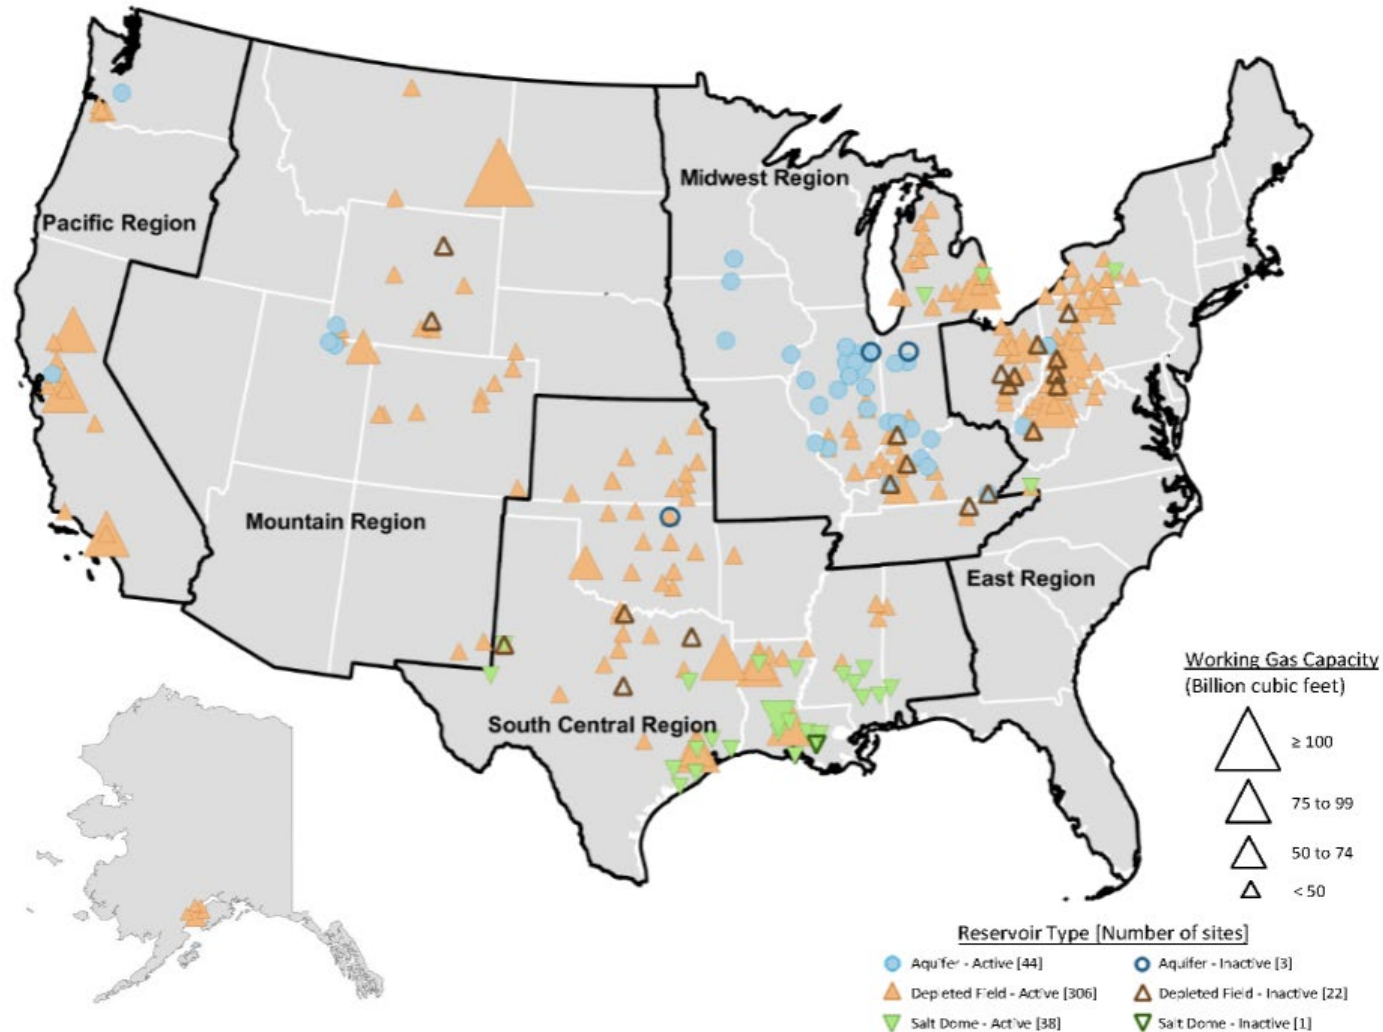 Midwest Region
Pacific Region
Mountain Region
East Region
South Central Region
Working Gas Capacity
(Billion cubic feet)
≥ 100
75 to 99
50 to 74
< 50
Reservoir Type [Number of sites]
Aquifer - Active [44]
Aquifer - Inactive [3]
Depleted Field - Active [306]
Depleted Field - Inactive [22]
Salt Dome - Active [38]
Salt Dome - Inactive [1]